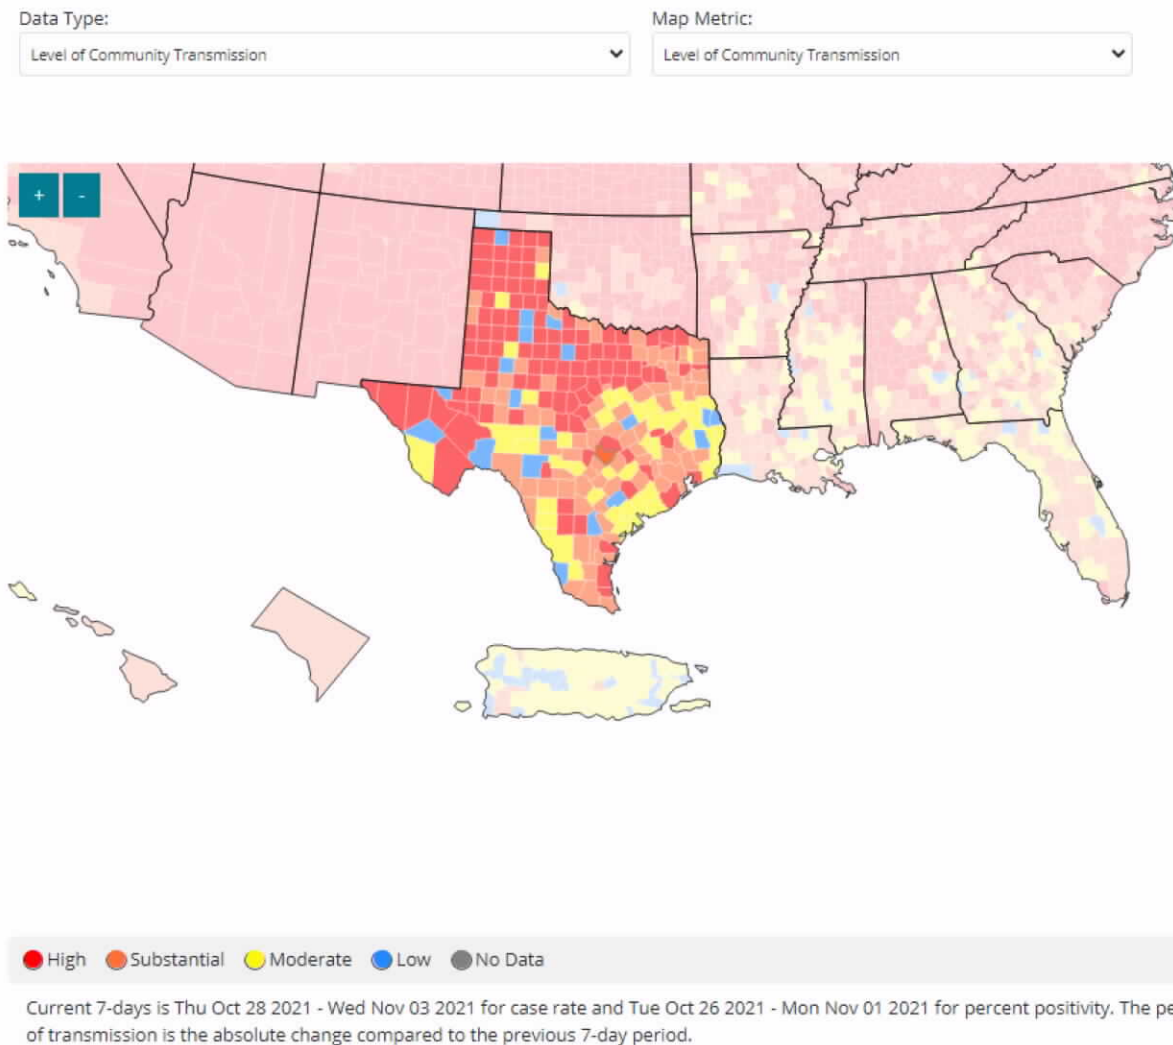 Data Type:
Map Metric:
Level of Community Transmission
Level of Community Transmission
+ -
High Substantial Moderate Low No Data
Current 7-days is Thu Oct 28 2021 - Wed Nov 03 2021 for case rate and Tue Oct 26 2021 - Mon Nov 01 2021 for percent positivity. The pe
of transmission is the absolute change compared to the previous 7-day period.